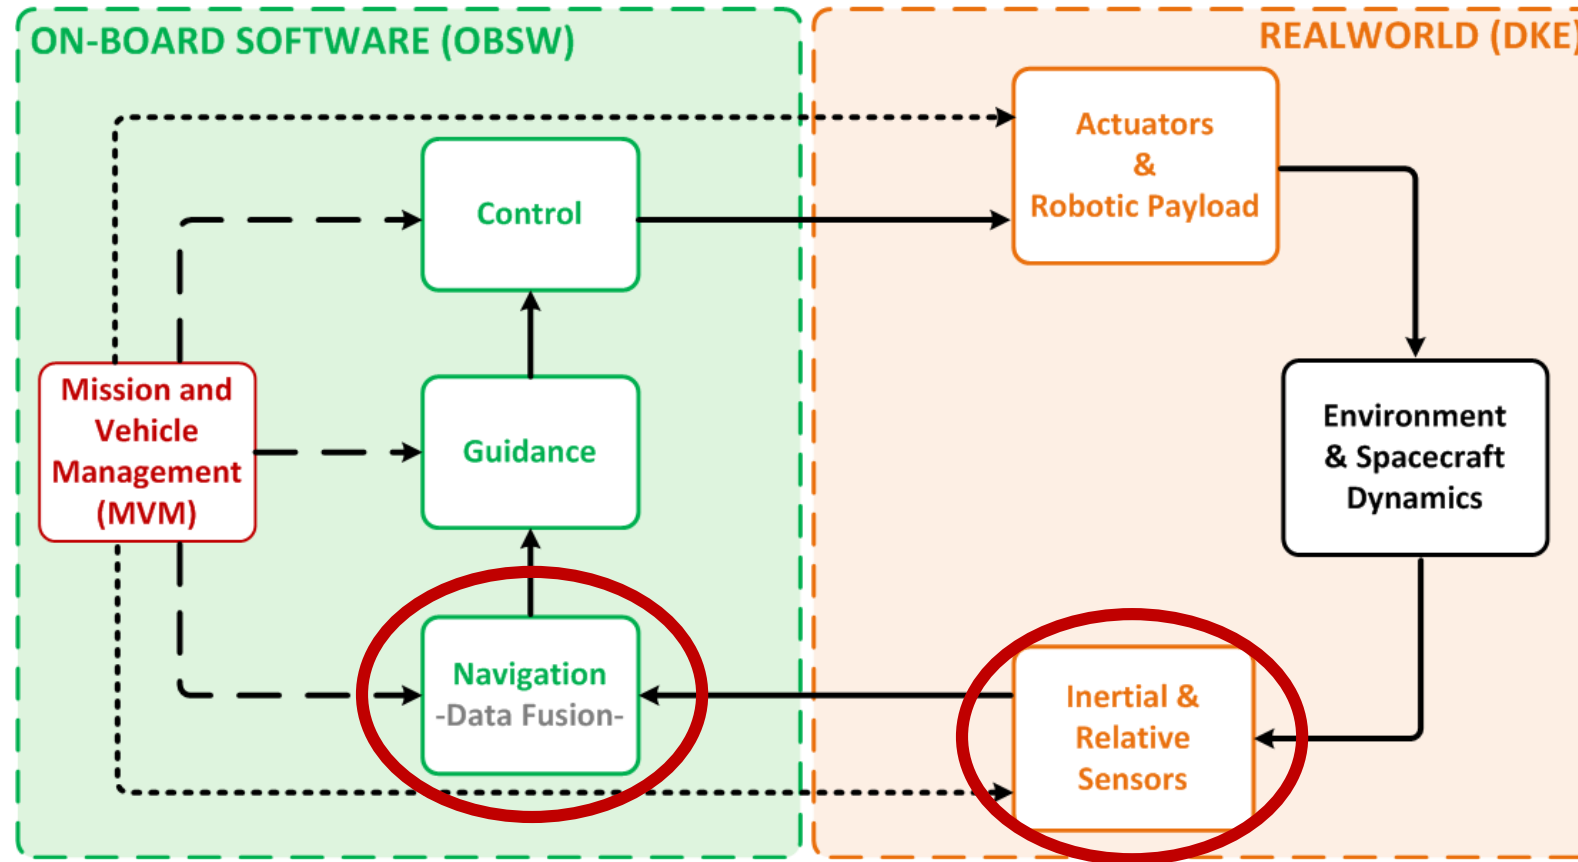 ON-BOARD SOFTWARE (OBSW)
REALWORLD (DKE)
Actuators
&
Robotic Payload
Control
Mission and
Vehicle
Management
(MVM)
Guidance
Environment
& Spacecraft
Dynamics
Navigation
-Data Fusion-
Inertial &
Relative
Sensors